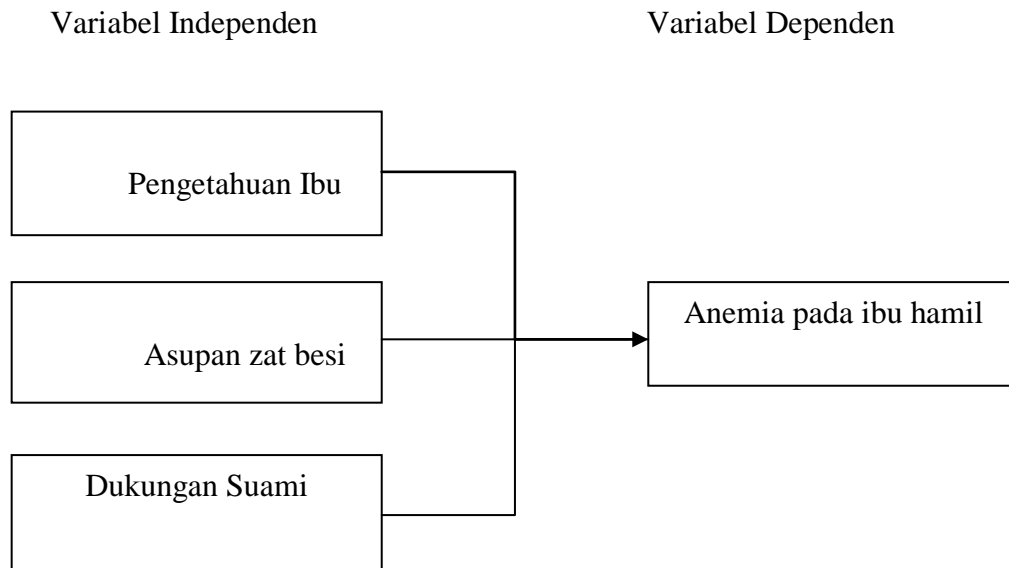 Variabel Independen
Variabel Dependen
Pengetahuan Ibu
Asupan zat besi
Anemia pada ibu hamil
Dukungan Suami